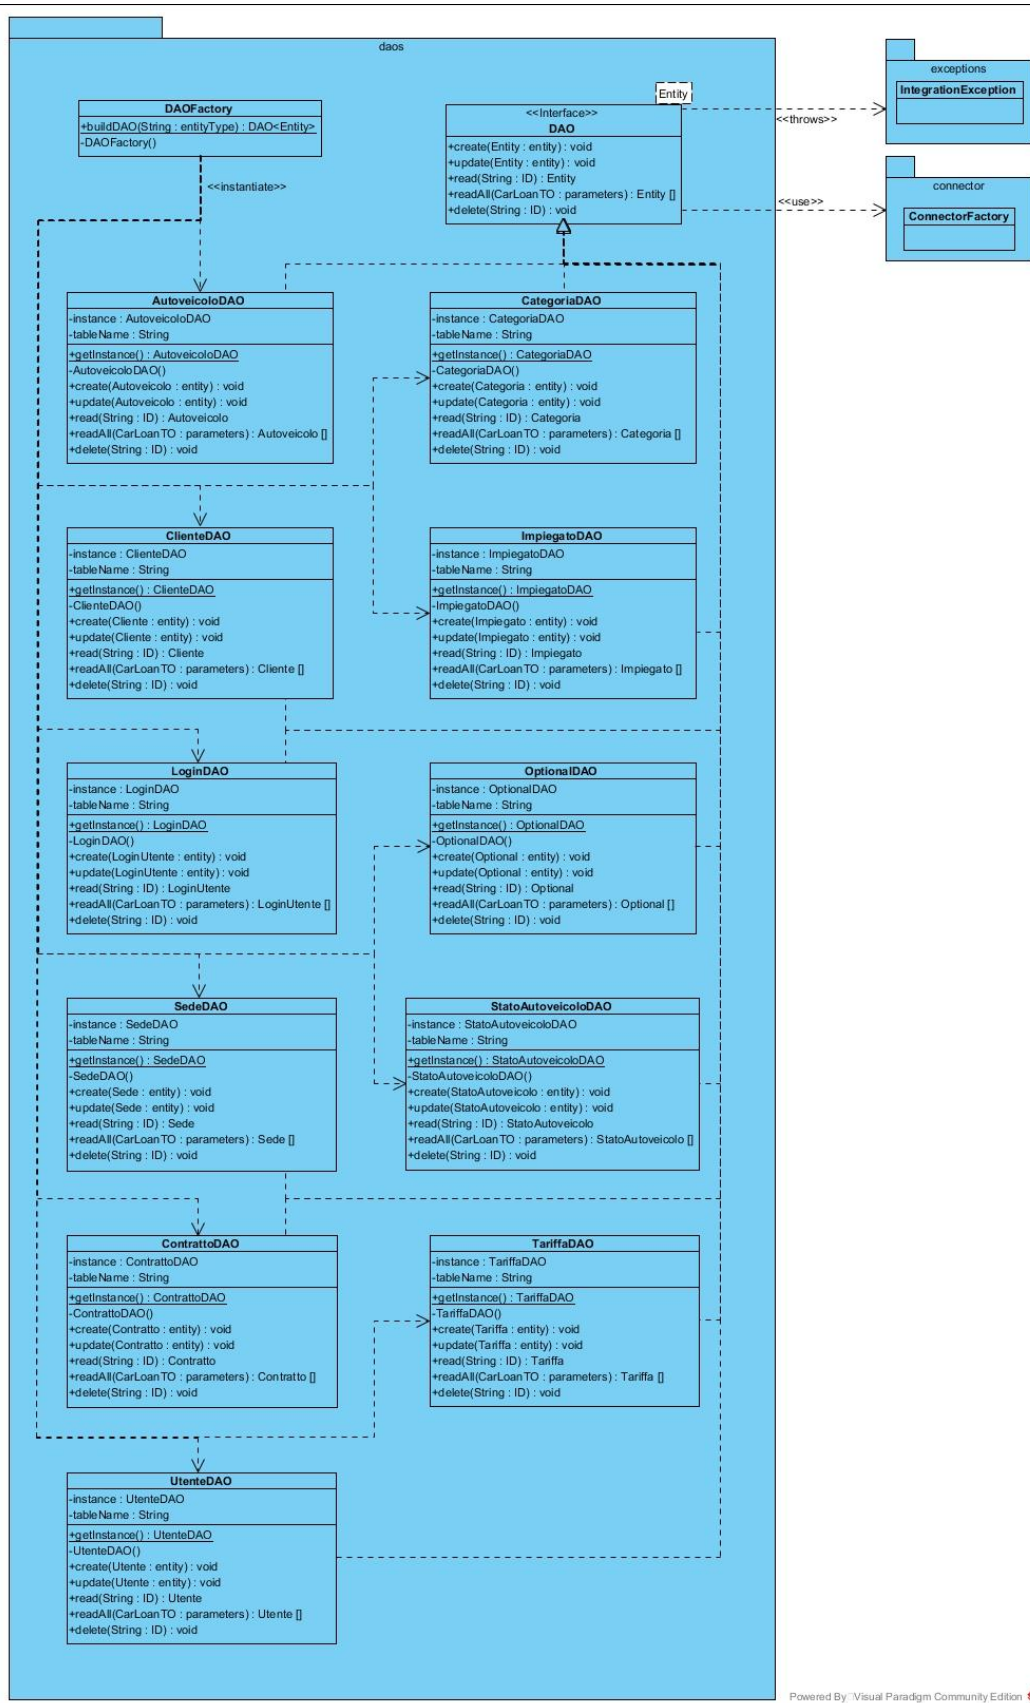 daos
exceptions
IntegrationException
connector
ConnectorFactory
<<throws>>
<<use>>
DAOFactory
+buildDAO(String : entityType) : DAO<Entity>
-DAOFactory()
<<instantiate>>
Entity
<<Interface>>
DAO
+create(Entity : entity) : void
+update(Entity : entity) : void
+read(String : ID) : Entity
+readAll(CarLoanTO : parameters) : Entity []
+delete(String : ID) : void
AutoveicoloDAO
-instance : AutoveicoloDAO
-tableName : String
+getInstance() : AutoveicoloDAO
-AutoveicoloDAO()
+create(Autoveicolo : entity) : void
+update(Autoveicolo : entity) : void
+read(String : ID) : Autoveicolo
+readAll(CarLoanTO : parameters) : Autoveicolo []
+delete(String : ID) : void
CategoriaDAO
-instance : CategoriaDAO
-tableName : String
+getInstance() : CategoriaDAO
-CategoriaDAO()
+create(Categoria : entity) : void
+update(Categoria : entity) : void
+read(String : ID) : Categoria
+readAll(CarLoanTO : parameters) : Categoria []
+delete(String : ID) : void
ClienteDAO
-instance : ClienteDAO
-tableName : String
+getInstance() : ClienteDAO
-ClienteDAO()
+create(Cliente : entity) : void
+update(Cliente : entity) : void
+read(String : ID) : Cliente
+readAll(CarLoanTO : parameters) : Cliente []
+delete(String : ID) : void
ImpiegatoDAO
-instance : ImpiegatoDAO
-tableName : String
+getInstance() : ImpiegatoDAO
-ImpiegatoDAO()
+create(Impiegato : entity) : void
+update(Impiegato : entity) : void
+read(String : ID) : Impiegato
+readAll(CarLoanTO : parameters) : Impiegato []
+delete(String : ID) : void
LoginDAO
-instance : LoginDAO
-tableName : String
+getInstance() : LoginDAO
-LoginDAO()
+create(LoginUtente : entity) : void
+update(LoginUtente : entity) : void
+read(String : ID) : LoginUtente
+readAll(CarLoanTO : parameters) : LoginUtente []
+delete(String : ID) : void
OptionalDAO
-instance : OptionalDAO
-tableName : String
+getInstance() : OptionalDAO
-OptionalDAO()
+create(Optional : entity) : void
+update(Optional : entity) : void
+read(String : ID) : Optional
+readAll(CarLoanTO : parameters) : Optional []
+delete(String : ID) : void
SedeDAO
-instance : SedeDAO
-tableName : String
+getInstance() : SedeDAO
-SedeDAO()
+create(Sede : entity) : void
+update(Sede : entity) : void
+read(String : ID) : Sede
+readAll(CarLoanTO : parameters) : Sede []
+delete(String : ID) : void
StatoAutoveicoloDAO
-instance : StatoAutoveicoloDAO
-tableName : String
+getInstance() : StatoAutoveicoloDAO
-StatoAutoveicoloDAO()
+create(StatoAutoveicolo : entity) : void
+update(StatoAutoveicolo : entity) : void
+read(String : ID) : StatoAutoveicolo
+readAll(CarLoanTO : parameters) : StatoAutoveicolo []
+delete(String : ID) : void
ContrattoDAO
-instance : ContrattoDAO
-tableName : String
+getInstance() : ContrattoDAO
-ContrattoDAO()
+create(Contratto : entity) : void
+update(Contratto : entity) : void
+read(String : ID) : Contratto
+readAll(CarLoanTO : parameters) : Contratto []
+delete(String : ID) : void
TariffaDAO
-instance : TariffaDAO
-tableName : String
+getInstance() : TariffaDAO
-TariffaDAO()
+create(Tariffa : entity) : void
+update(Tariffa : entity) : void
+read(String : ID) : Tariffa
+readAll(CarLoanTO : parameters) : Tariffa []
+delete(String : ID) : void
UtenteDAO
-instance : UtenteDAO
-tableName : String
+getInstance() : UtenteDAO
-UtenteDAO()
+create(Utente : entity) : void
+update(Utente : entity) : void
+read(String : ID) : Utente
+readAll(CarLoanTO : parameters) : Utente []
+delete(String : ID) : void
Powered By Visual Paradigm Community Edition